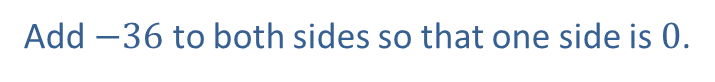 Add −36 to both sides so that one side is 0.